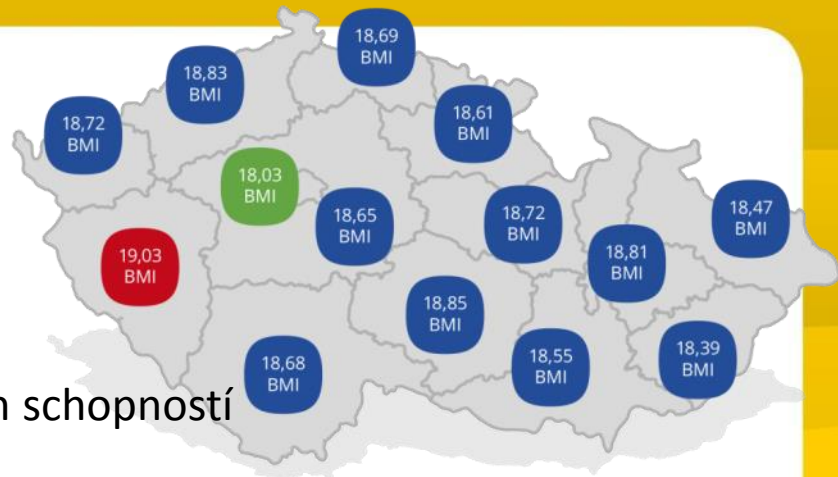 18,69
BMI
18,83
BMI
18,61
BMI
18,72
BMI
18,03
BMI
18,65
BMI
18,72
BMI
18,47
BMI
19,03
BMI
18,81
BMI
18,85
BMI
18,68
BMI
18,55
BMI
18,39
BMI
schopností